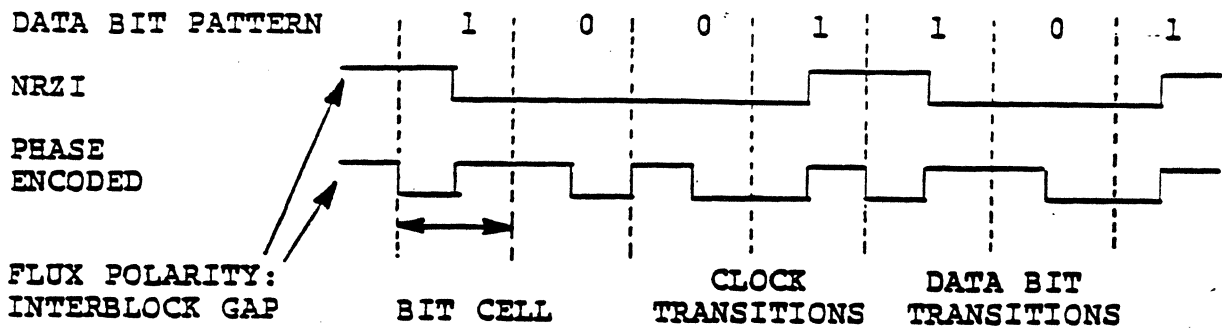 DATA BIT PATTERN 1 0 0 1 1 0 1
NRZI
PHASE
ENCODED
FLUX POLARITY:
INTERBLOCK GAP
BIT CELL
CLOCK
TRANSITIONS
DATA BIT
TRANSITIONS